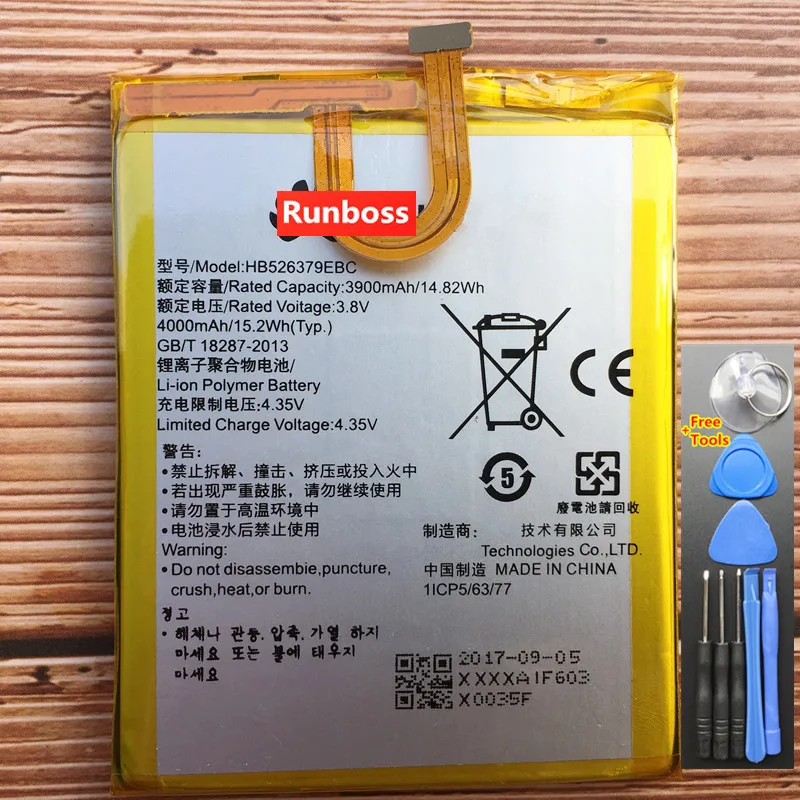 Runboss
型号/Model:HB526379EBC
额定容量/Rated Capacity:3900mAh/14.82Wh
额定电压/Rated Voltage:3.8V
4000mAh/15.2Wh(Typ.)
GB/T 18287-2013
锂离子聚合物电池/
Li-ion Polymer Battery
充电限制电压:4.35V
Limited Charge Voltage:4.35V
CE
警告:
•禁止拆解、撞击、挤压或投入火中
•若出现严重鼓胀,请勿继续使用
•请勿置于高温环境中
•电池浸水后禁止使用
5
廢電池請回收
Warning:
•Do not disassembie,puncture,
crush,heat,or burn.
制造商: 技术有限公司
Technologies Co.,LTD.
中国制造 MADE IN CHINA
1ICP5/63/77
경고
• 해체나 관통, 압축, 가열 하지
마세요 또는 불에 태우지
마세요
2017-09-05
XXXXAIF603
X0035F
+Free
Tools